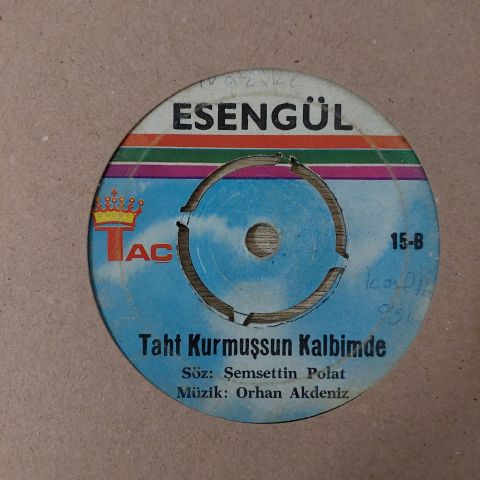 ESENGÜL
TAC
15-B
Taht Kurmuşsun Kalbimde
Söz: Şemsettin Polat
Müzik: Orhan Akdeniz